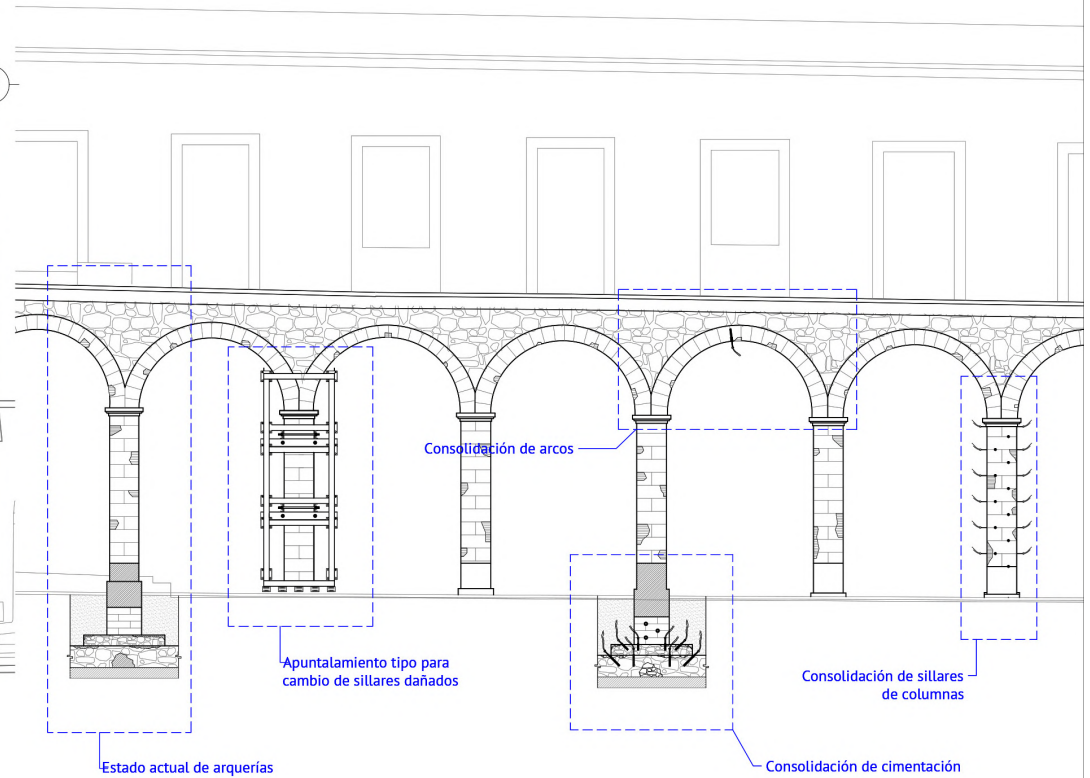 Consolidación de arcos
Apuntalamiento tipo para
cambio de sillares dañados
Consolidación de sillares
de columnas
Estado actual de arquerías
Consolidación de cimentación